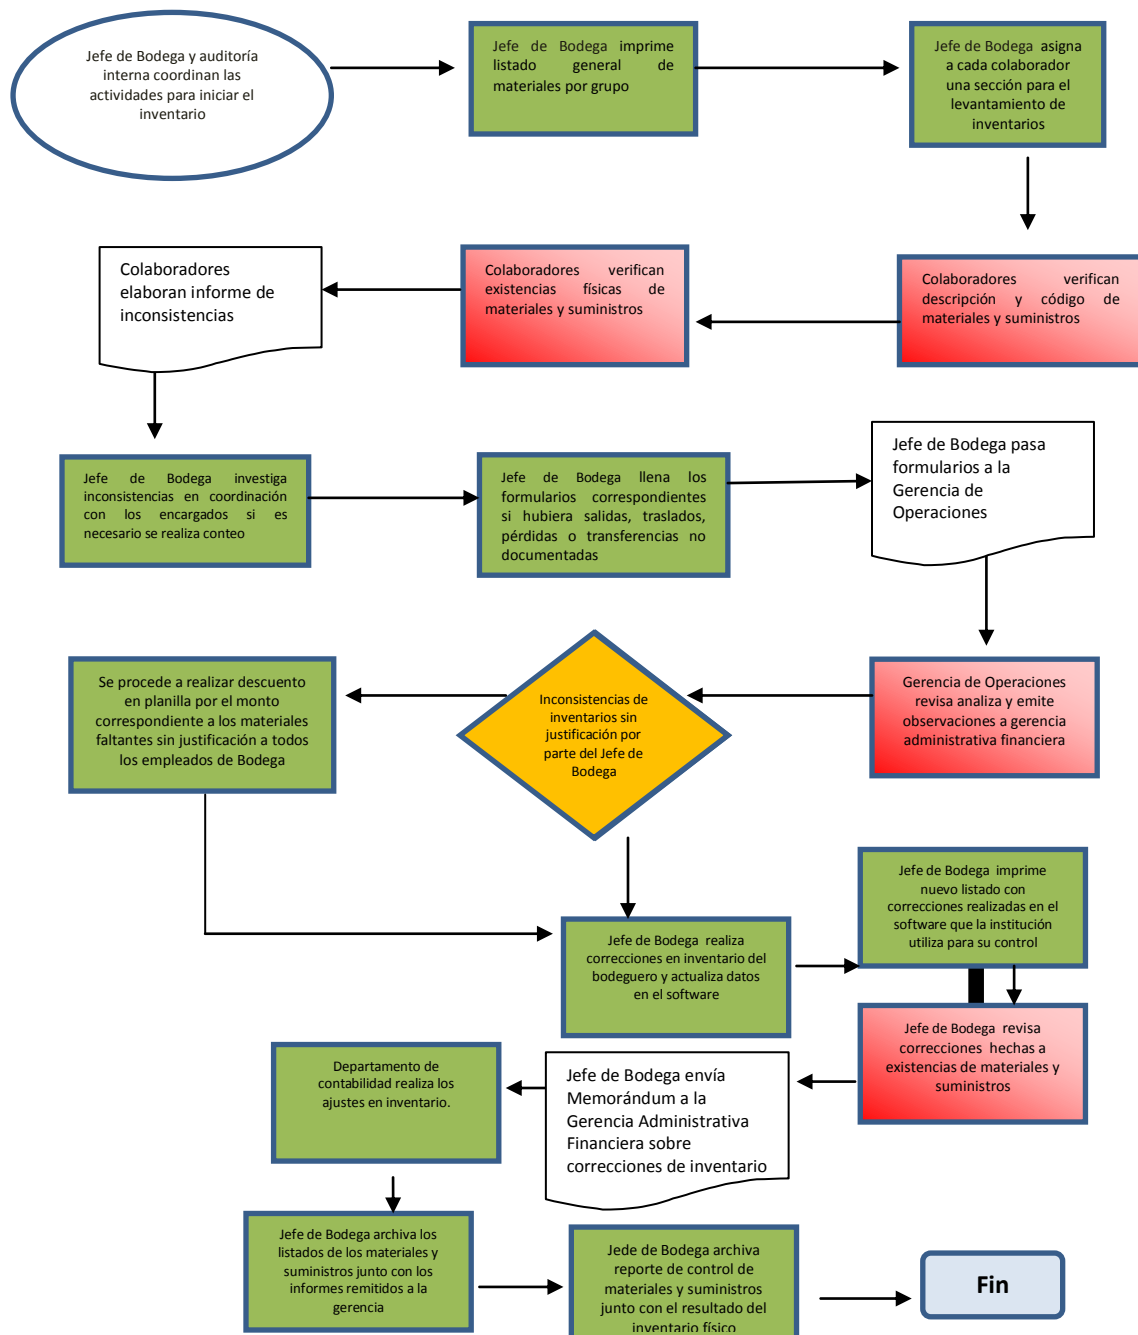 Jefe de Bodega y auditoría
interna coordinan las
actividades para iniciar el
inventario
Jefe de Bodega imprime
listado general de
materiales por grupo
Jefe de Bodega asigna
a cada colaborador
una sección para el
levantamiento de
inventarios
Colaboradores verifican
descripción y código de
materiales y suministros
Colaboradores verifican
existencias físicas de
materiales y suministros
Colaboradores
elaboran informe de
inconsistencias
Jefe de Bodega investiga
inconsistencias en coordinación
con los encargados si es
necesario se realiza conteo
Jefe de Bodega llena los
formularios correspondientes
si hubiera salidas, traslados,
pérdidas o transferencias no
documentadas
Jefe de Bodega pasa
formularios a la
Gerencia de
Operaciones
Gerencia de Operaciones
revisa analiza y emite
observaciones a gerencia
administrativa financiera
Inconsistencias de
inventarios sin
justificación por
parte del Jefe de
Bodega
Se procede a realizar descuento
en planilla por el monto
correspondiente a los materiales
faltantes sin justificación a todos
los empleados de Bodega
Jefe de Bodega realiza
correcciones en inventario del
bodeguero y actualiza datos
en el software
Jefe de Bodega imprime
nuevo listado con
correcciones realizadas en el
software que la institución
utiliza para su control
Jefe de Bodega revisa
correcciones hechas a
existencias de materiales y
suministros
Jefe de Bodega envía
Memorándum a la
Gerencia Administrativa
Financiera sobre
correcciones de inventario
Departamento de
contabilidad realiza los
ajustes en inventario.
Jefe de Bodega archiva los
listados de los materiales y
suministros junto con los
informes remitidos a la
gerencia
Jede de Bodega archiva
reporte de control de
materiales y suministros
junto con el resultado del
inventario físico
Fin